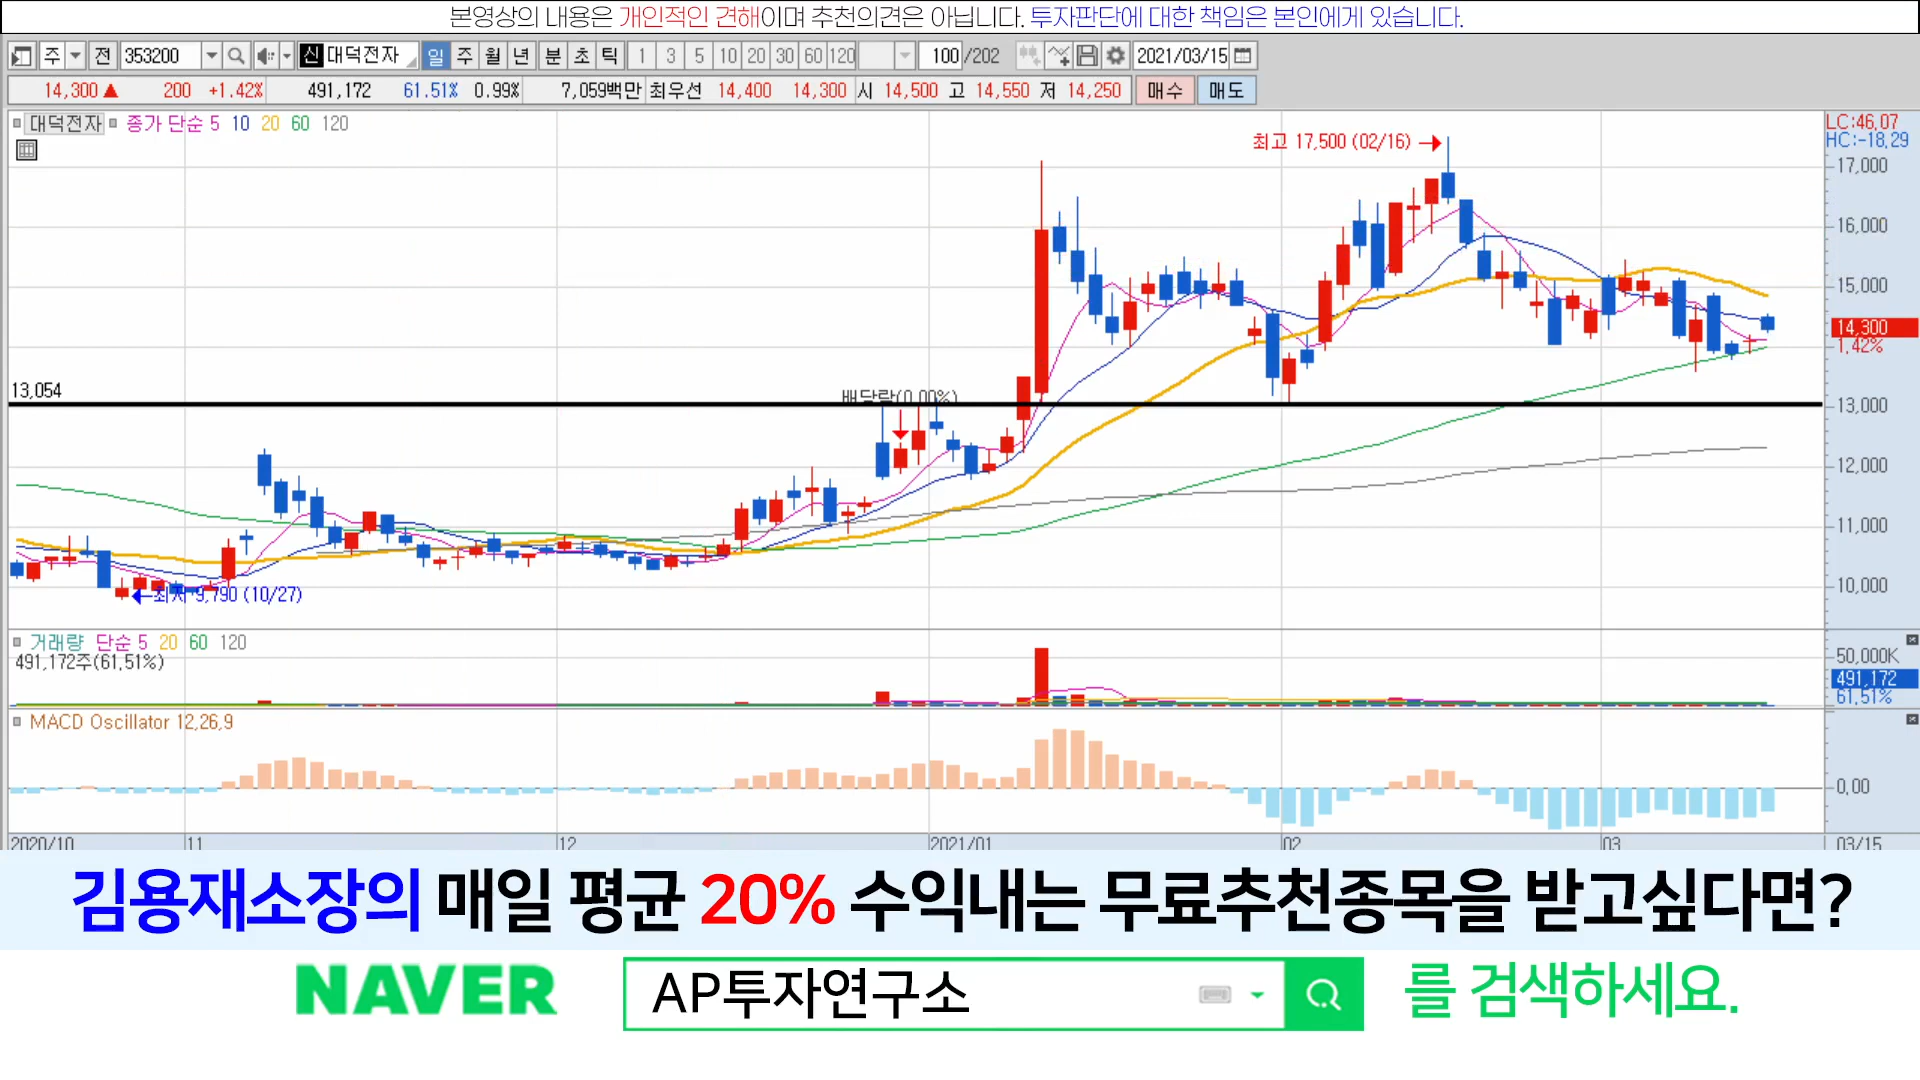 본영상의 내용은 개인적인 견해이며 추천의견은 아닙니다. 투자판단에 대한 책임은 본인에게 있습니다.
주 전 353200 신 대덕전자 일 주 월 년 분 초 틱 1 3 5 10 20 30 60 120 100 /202 2021/03/15
14,300 ▲ 200 +1.42% 491,172 61.51% 0.99% 7,059백만 최우선 14,400 14,300 시 14,500 고 14,550 저 14,250 매수 매도
대덕전자 종가 단순 5 10 20 60 120
LC:46,07
HC:-18,29
최고 17,500 (02/16)
17,000
16,000
15,000
14,300
1,42%
13,054
배당락(0,00%)
13,000
12,000
11,000
10,000
최저 9,790 (10/27)
거래량 단순 5 20 60 120
491,172주(61,51%)
50,000K
491,172
61,51%
MACD Oscillator 12,26,9
0,00
2020/10 11 12 2021/01 02 03 03/15
김용재소장의 매일 평균 20% 수익내는 무료추천종목을 받고싶다면?
NAVER AP투자연구소 를 검색하세요.